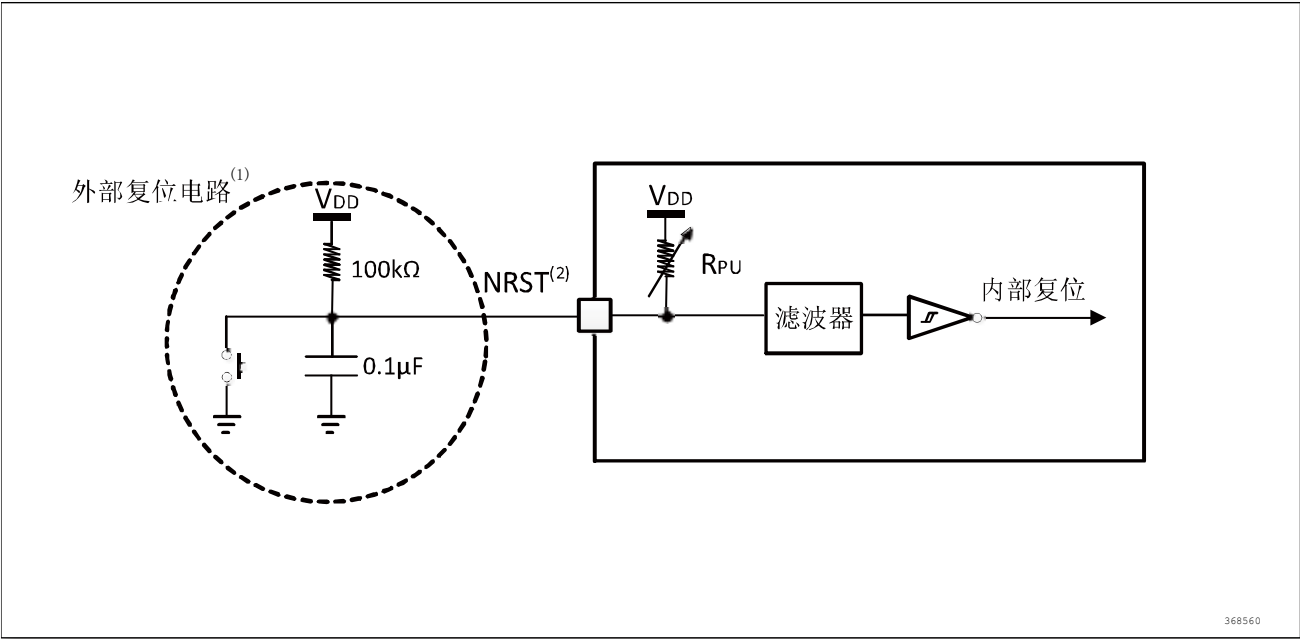 外部复位电路(1)
VDD
100kΩ
0.1μF
NRST(2)
VDD
RPU
滤波器
内部复位
368560